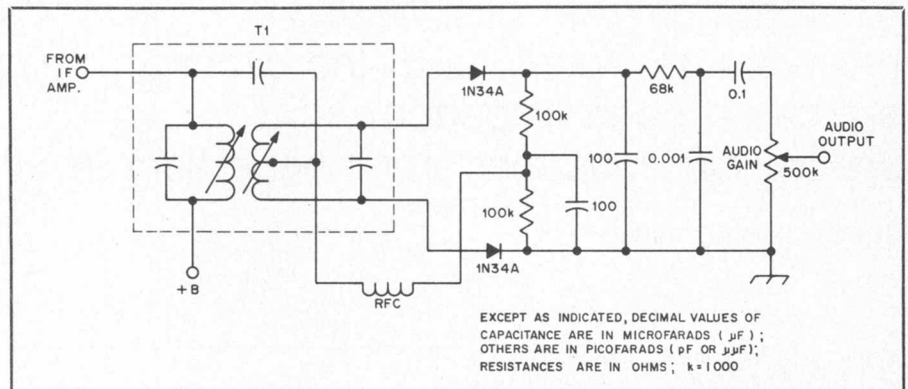 T1
FROM
IF
AMP.
+B
RFC
1N34A
1N34A
100k
100k
100
100
68k
0.001
0.1
AUDIO
GAIN
500k
AUDIO
OUTPUT
EXCEPT AS INDICATED, DECIMAL VALUES OF
CAPACITANCE ARE IN MICROFARADS ( µF ) ;
OTHERS ARE IN PICOFARADS ( pF OR µµF);
RESISTANCES ARE IN OHMS; k=1000